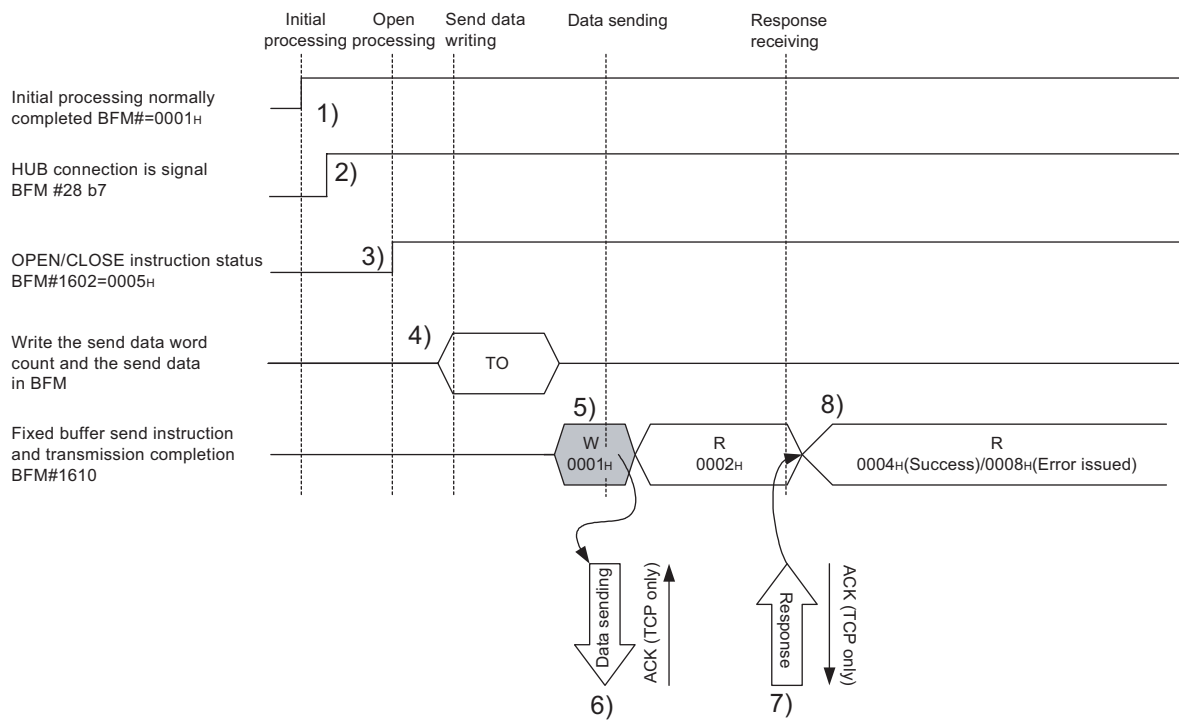 Initial
processing
Open
processing
Send data
writing
Data sending
Response
receiving
Initial processing normally
completed BFM#=0001H
1)
HUB connection is signal
BFM #28 b7
2)
OPEN/CLOSE instruction status
BFM#1602=0005H
3)
Write the send data word
count and the send data
in BFM
4)
TO
Fixed buffer send instruction
and transmission completion
BFM#1610
5)
W
0001H
R
0002H
8)
R
0004H(Success)/0008H(Error issued)
Data sending
ACK (TCP only)
6)
Response
ACK (TCP only)
7)